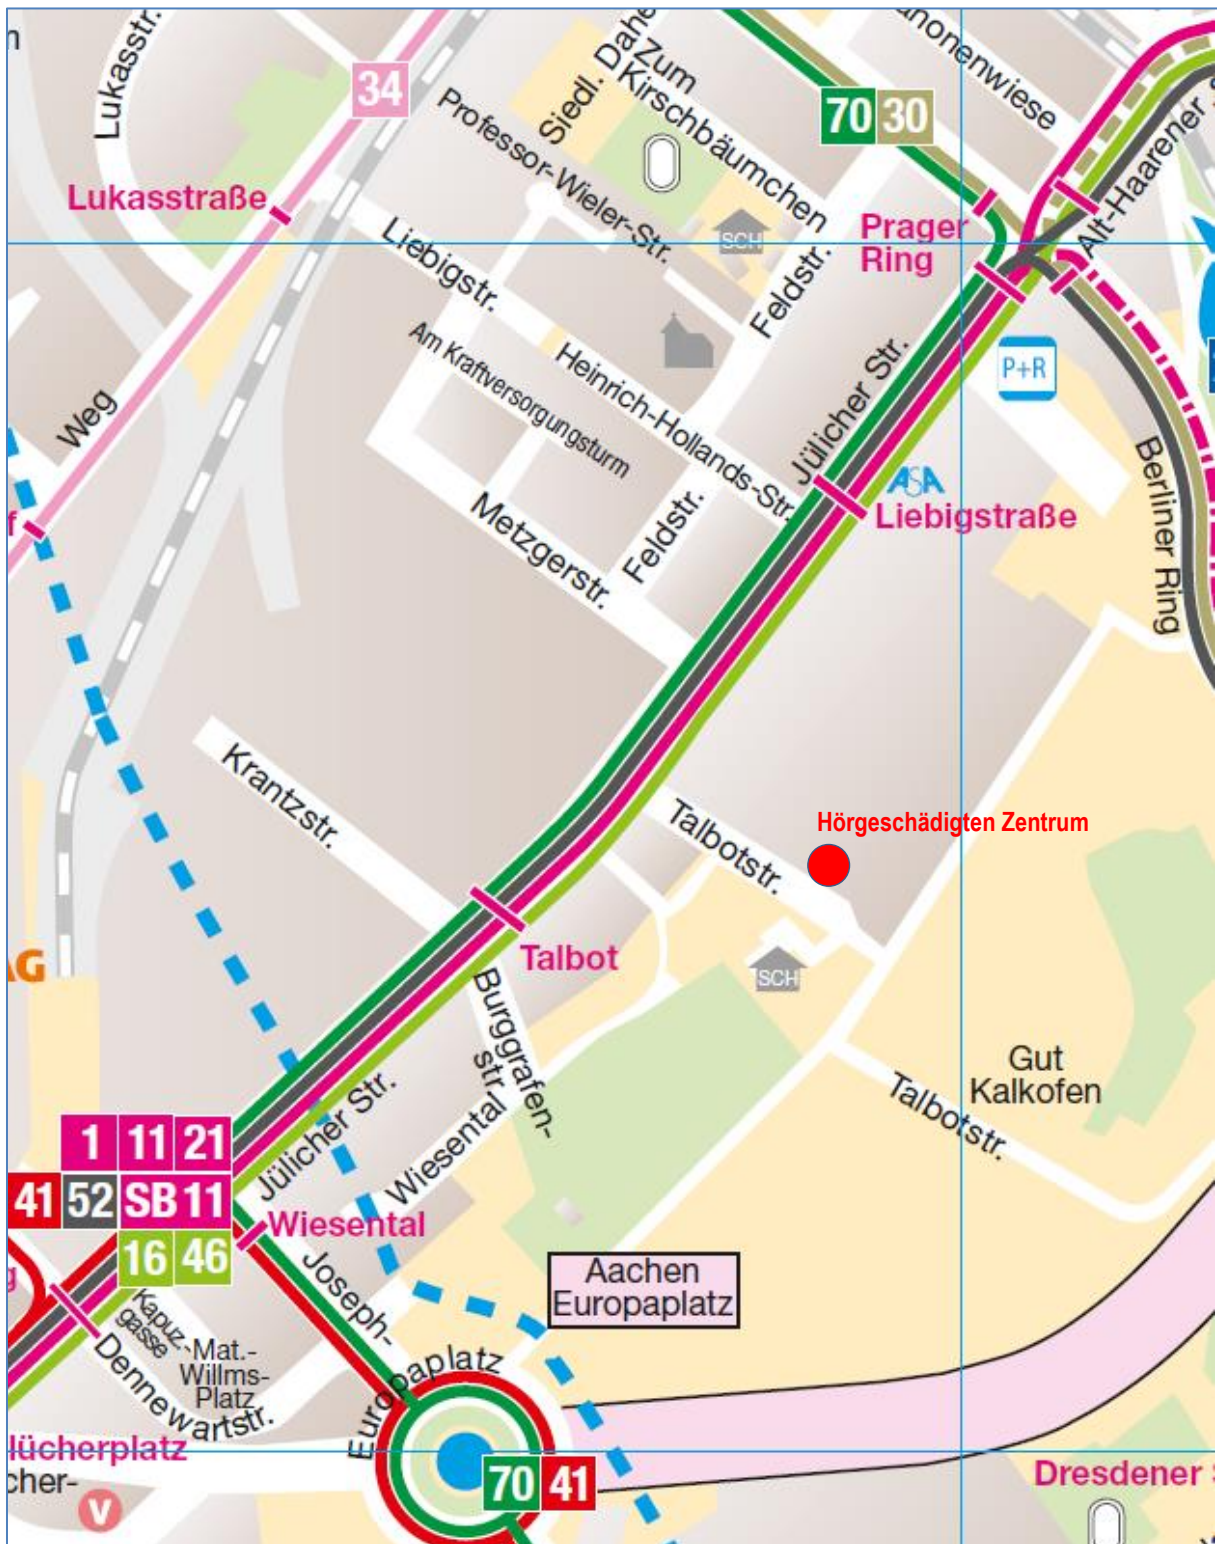 Lukasstr.
34
Siedl.
Zum
Kirschbäumchen
Professor-Wieler-Str.
70 30
Lukasstraße
SCH
Prager
Ring
Alt-Haarener
Liebigstr.
Feldstr.
Am Kraftversorgungsturm
Heinrich-Hollands-Str.
P+R
Jülicher Str.
Weg
Berliner Ring
ASA
Liebigstraße
Metzgerstr.
Feldstr.
Krantzstr.
Talbotstr.
Hörgeschädigten Zentrum
Talbot
SCH
Burggrafen-
str.
Gut
Kalkofen
Talbotstr.
Jülicher Str.
Wiesental
1 11 21
41 52 SB 11
16 46
Wiesental
Joseph-
Aachen
Europaplatz
Kapuz.-
gasse
Mat.-
Willms-
Platz
Dennewartstr.
Europaplatz
lücherplatz
cher-
V
70 41
Dresdener